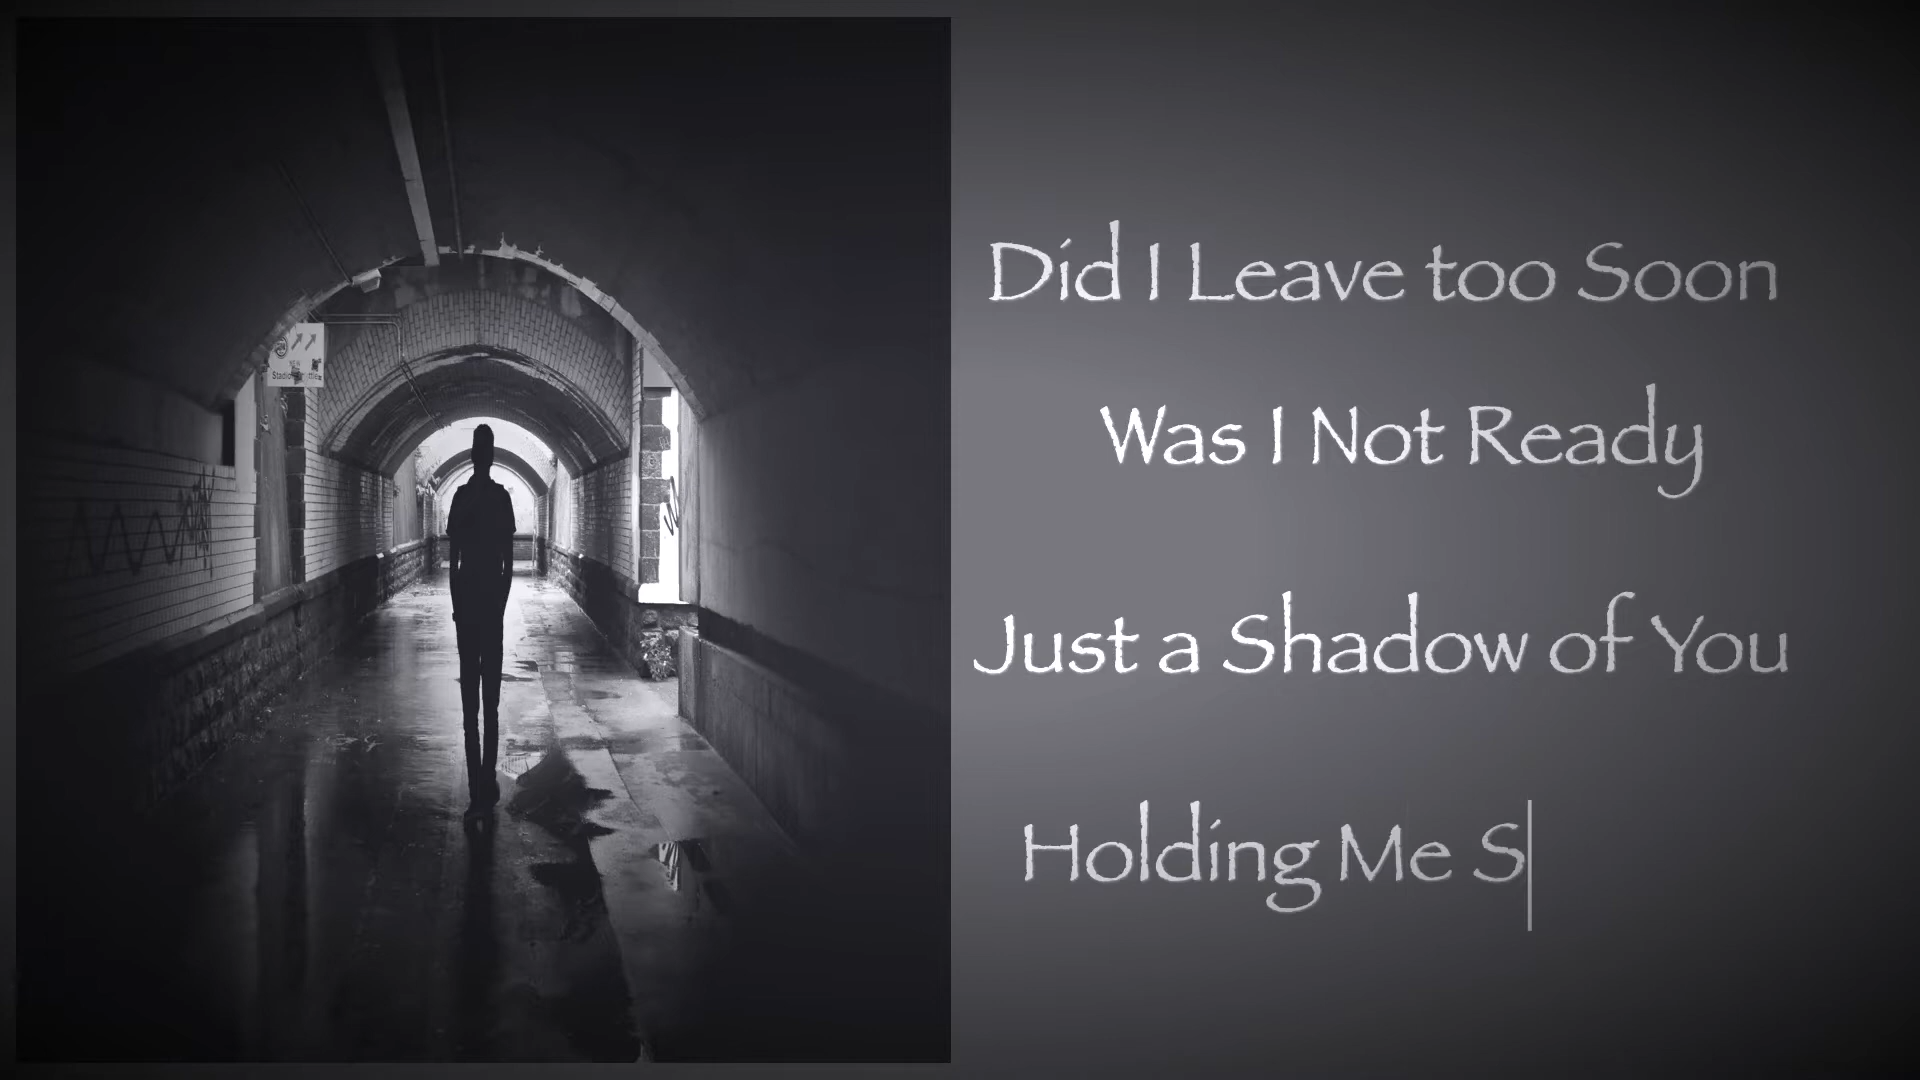 Did I Leave too Soon
Was I Not Ready
Just a Shadow of You
Holding Me S